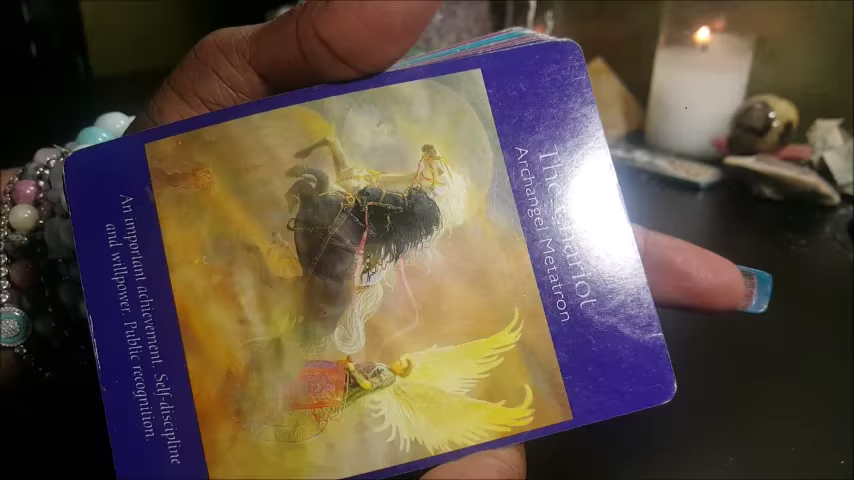 The Chariot
Archangel Metatron
An important achievement. Self-discipline
and willpower. Public recognition.